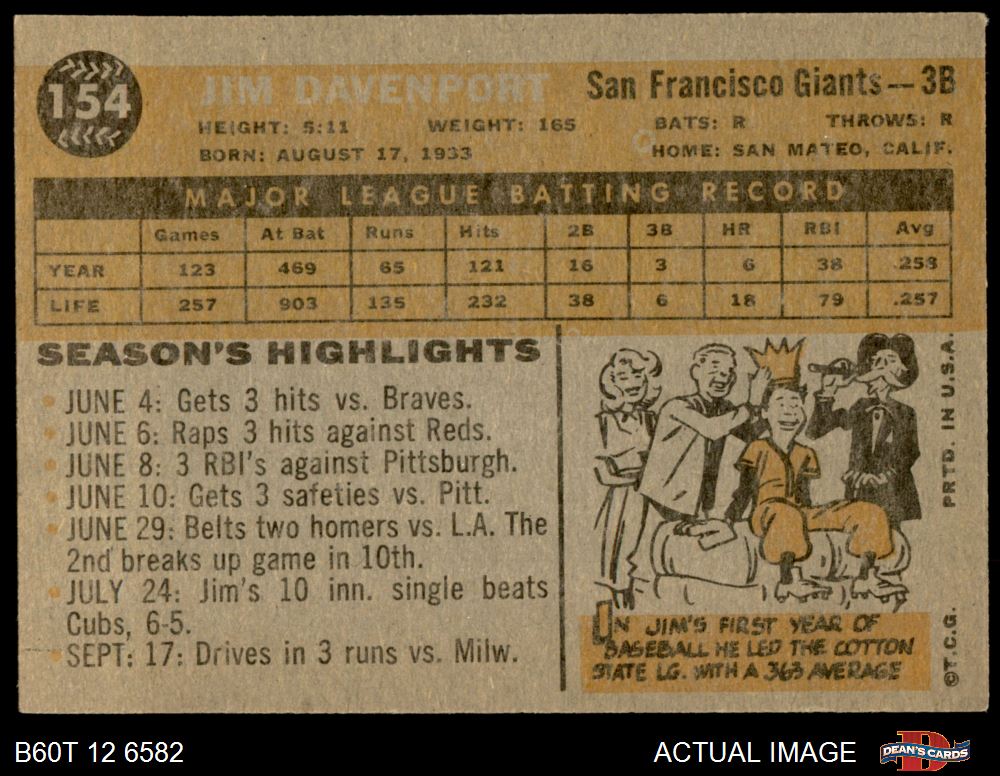 154
JIM DAVENPORT
San Francisco Giants—3B
HEIGHT: 5:11 WEIGHT: 165 BATS: R THROWS: R
BORN: AUGUST 17, 1933 HOME: SAN MATEO, CALIF.
MAJOR LEAGUE BATTING RECORD
Games At Bat Runs Hits 2B 3B HR RBI Avg
YEAR 123 469 65 121 16 3 6 38 .258
LIFE 257 903 135 232 38 6 18 79 .257
SEASON'S HIGHLIGHTS
JUNE 4: Gets 3 hits vs. Braves.
JUNE 6: Raps 3 hits against Reds.
JUNE 8: 3 RBI's against Pittsburgh.
JUNE 10: Gets 3 safeties vs. Pitt.
JUNE 29: Belts two homers vs. L.A. The
2nd breaks up game in 10th.
JULY 24: Jim's 10 inn. single beats
Cubs, 6-5.
SEPT: 17: Drives in 3 runs vs. Milw.
IN JIM'S FIRST YEAR OF
BASEBALL HE LED THE COTTON
STATE LG. WITH A 363 AVERAGE
©T.C.G. PRTD. IN U.S.A.
B60T 12 6582
ACTUAL IMAGE
DEAN'S CARDS